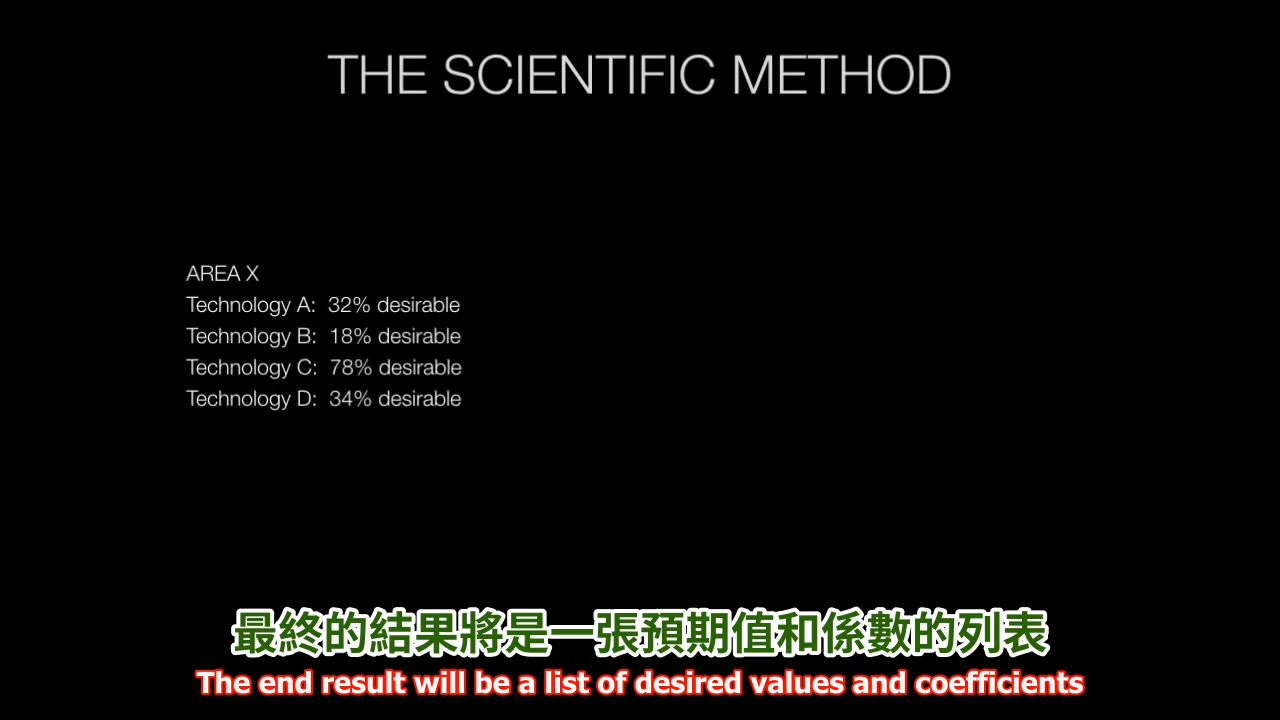 THE SCIENTIFIC METHOD
AREA X
Technology A: 32% desirable
Technology B: 18% desirable
Technology C: 78% desirable
Technology D: 34% desirable
最終的結果將是一張預期值和係數的列表
The end result will be a list of desired values and coefficients